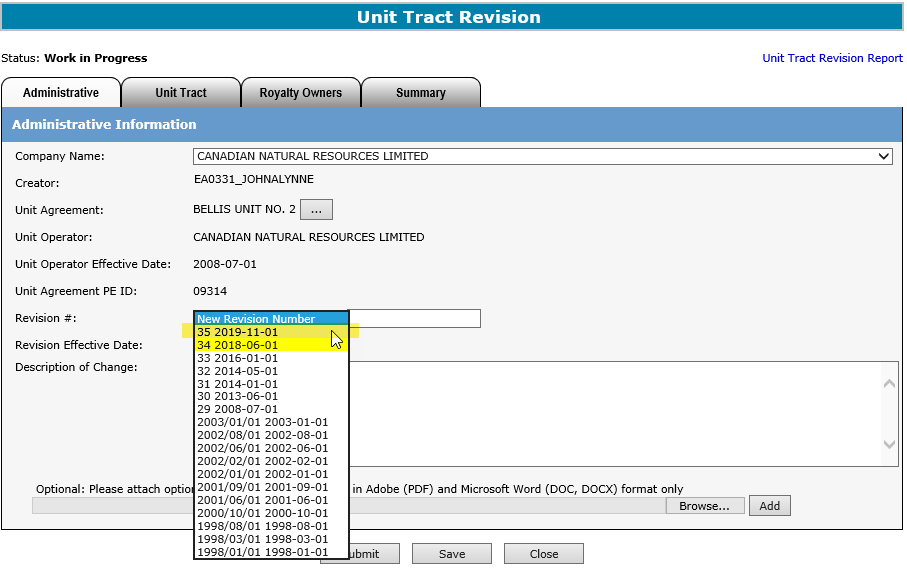 Unit Tract Revision
Status: Work in Progress
Unit Tract Revision Report
Administrative
Unit Tract
Royalty Owners
Summary
Administrative Information
Company Name: CANADIAN NATURAL RESOURCES LIMITED
Creator: EA0331_JOHNALYNNE
Unit Agreement: BELLIS UNIT NO. 2 ...
Unit Operator: CANADIAN NATURAL RESOURCES LIMITED
Unit Operator Effective Date: 2008-07-01
Unit Agreement PE ID: 09314
Revision #:
New Revision Number
35 2019-11-01
34 2018-06-01
33 2016-01-01
32 2014-05-01
31 2014-01-01
30 2013-06-01
29 2008-07-01
2003/01/01 2003-01-01
2002/08/01 2002-08-01
2002/06/01 2002-06-01
2002/02/01 2002-02-01
2002/01/01 2002-01-01
2001/09/01 2001-09-01
2001/06/01 2001-06-01
2000/10/01 2000-10-01
1998/08/01 1998-08-01
1998/03/01 1998-03-01
1998/01/01 1998-01-01
Revision Effective Date:
Description of Change:
Optional: Please attach optio in Adobe (PDF) and Microsoft Word (DOC, DOCX) format only
Browse... Add
ubmit Save Close